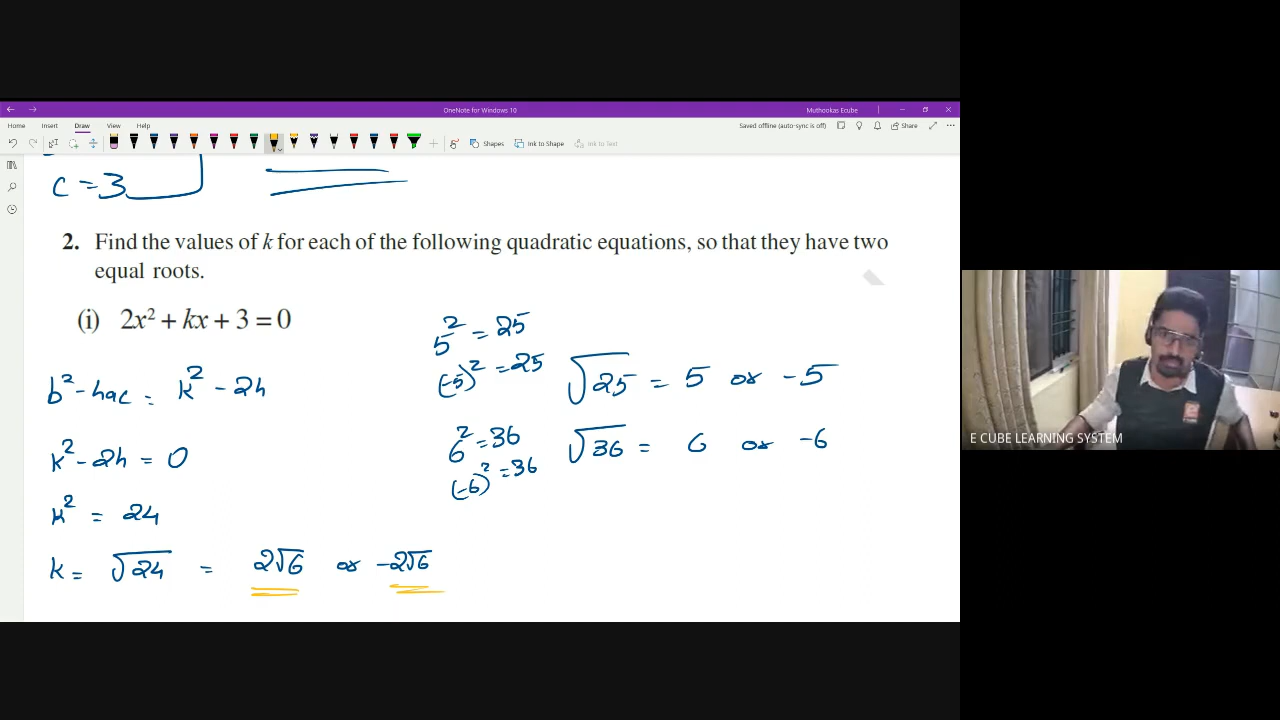 OneNote for Windows 10
Muthookas Ecube
Home Insert Draw View Help
Saved offline (auto-sync is off)
Share
Shapes
Ink to Shape
Ink to Text
c = 3
2. Find the values of k for each of the following quadratic equations, so that they have two
equal roots.
(i) 2x² + kx + 3 = 0
b² - 4ac = k² - 24
k² - 24 = 0
k² = 24
k = √24 = 2√6 or -2√6
5² = 25
(-5)² = 25
√25 = 5 or -5
6² = 36
(-6)² = 36
√36 = 6 or -6
E CUBE LEARNING SYSTEM